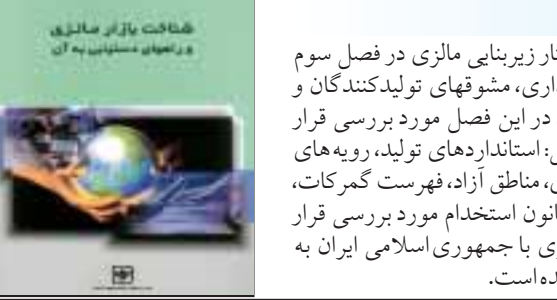 شناخت بازار مالزی
و راههای دستیابی به آن
تار زیربنایی مالزی در فصل سوم
داری، مشوقهای تولیدکنندگان و
در این فصل مورد بررسی قرار
استانداردهای تولید، رویه‌های
مناطق آزاد، فهرست گمرکات،
انون استخدام مورد بررسی قرار
ی با جمهوری اسلامی ایران به
ده است.